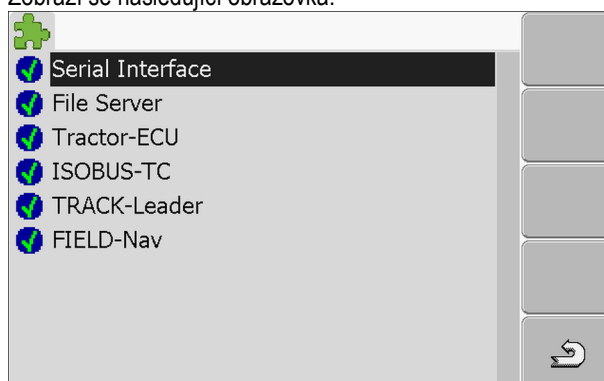 Zobrazí se následující obrazovka:
Serial Interface
File Server
Tractor-ECU
ISOBUS-TC
TRACK-Leader
FIELD-Nav